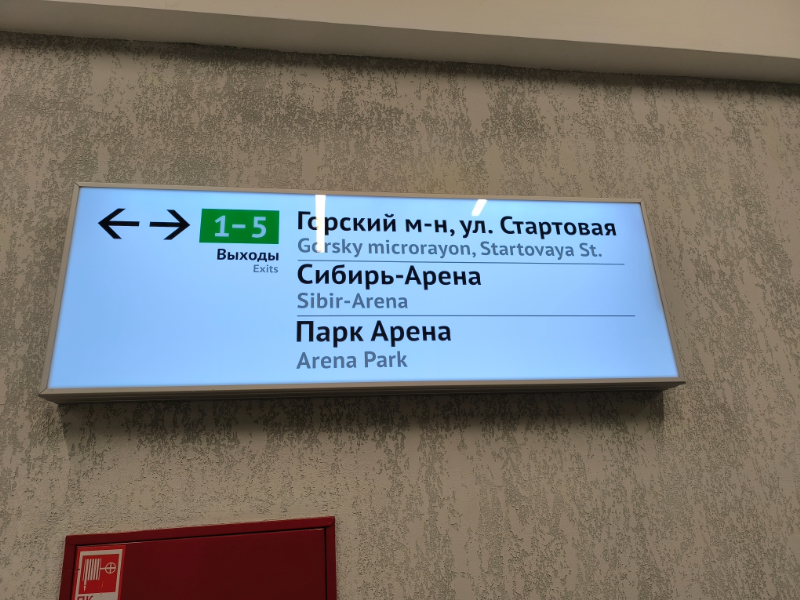 1-5
Выходы
Exits
Горский м-н, ул. Стартовая
Gorsky microrayon, Startovaya St.
Сибирь-Арена
Sibir-Arena
Парк Арена
Arena Park